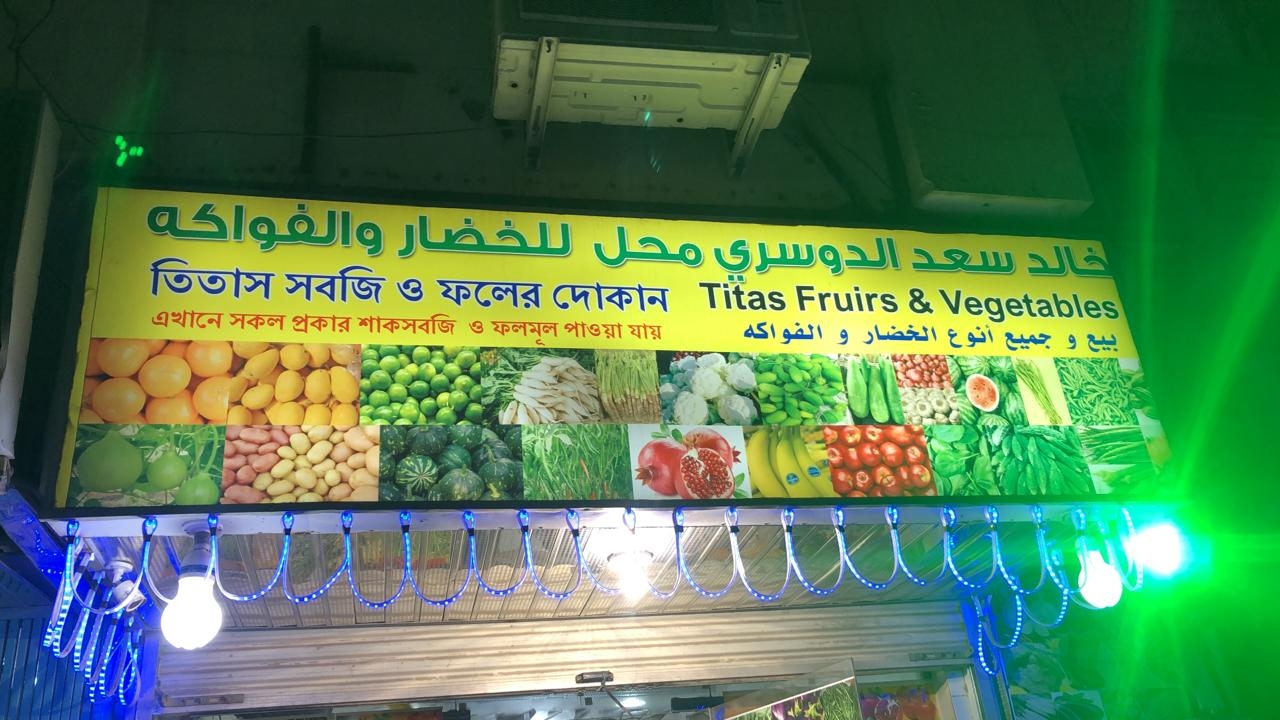 خالد سعد الدوسري محل للخضار والفواكه
তিতাস সবজি ও ফলের দোকান
Titas Fruirs & Vegetables
এখানে সকল প্রকার শাকসবজি ও ফলমূল পাওয়া যায়
بيع و جميع أنوع الخضار و الفواكه